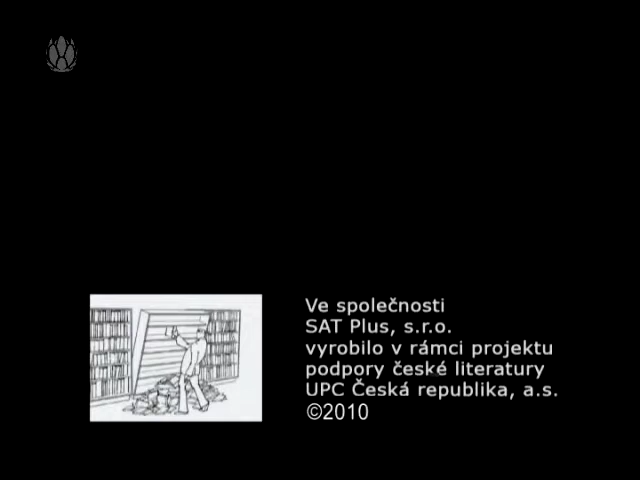 Ve společnosti
SAT Plus, s.r.o.
vyrobilo v rámci projektu
podpory české literatury
UPC Česká republika, a.s.
©2010